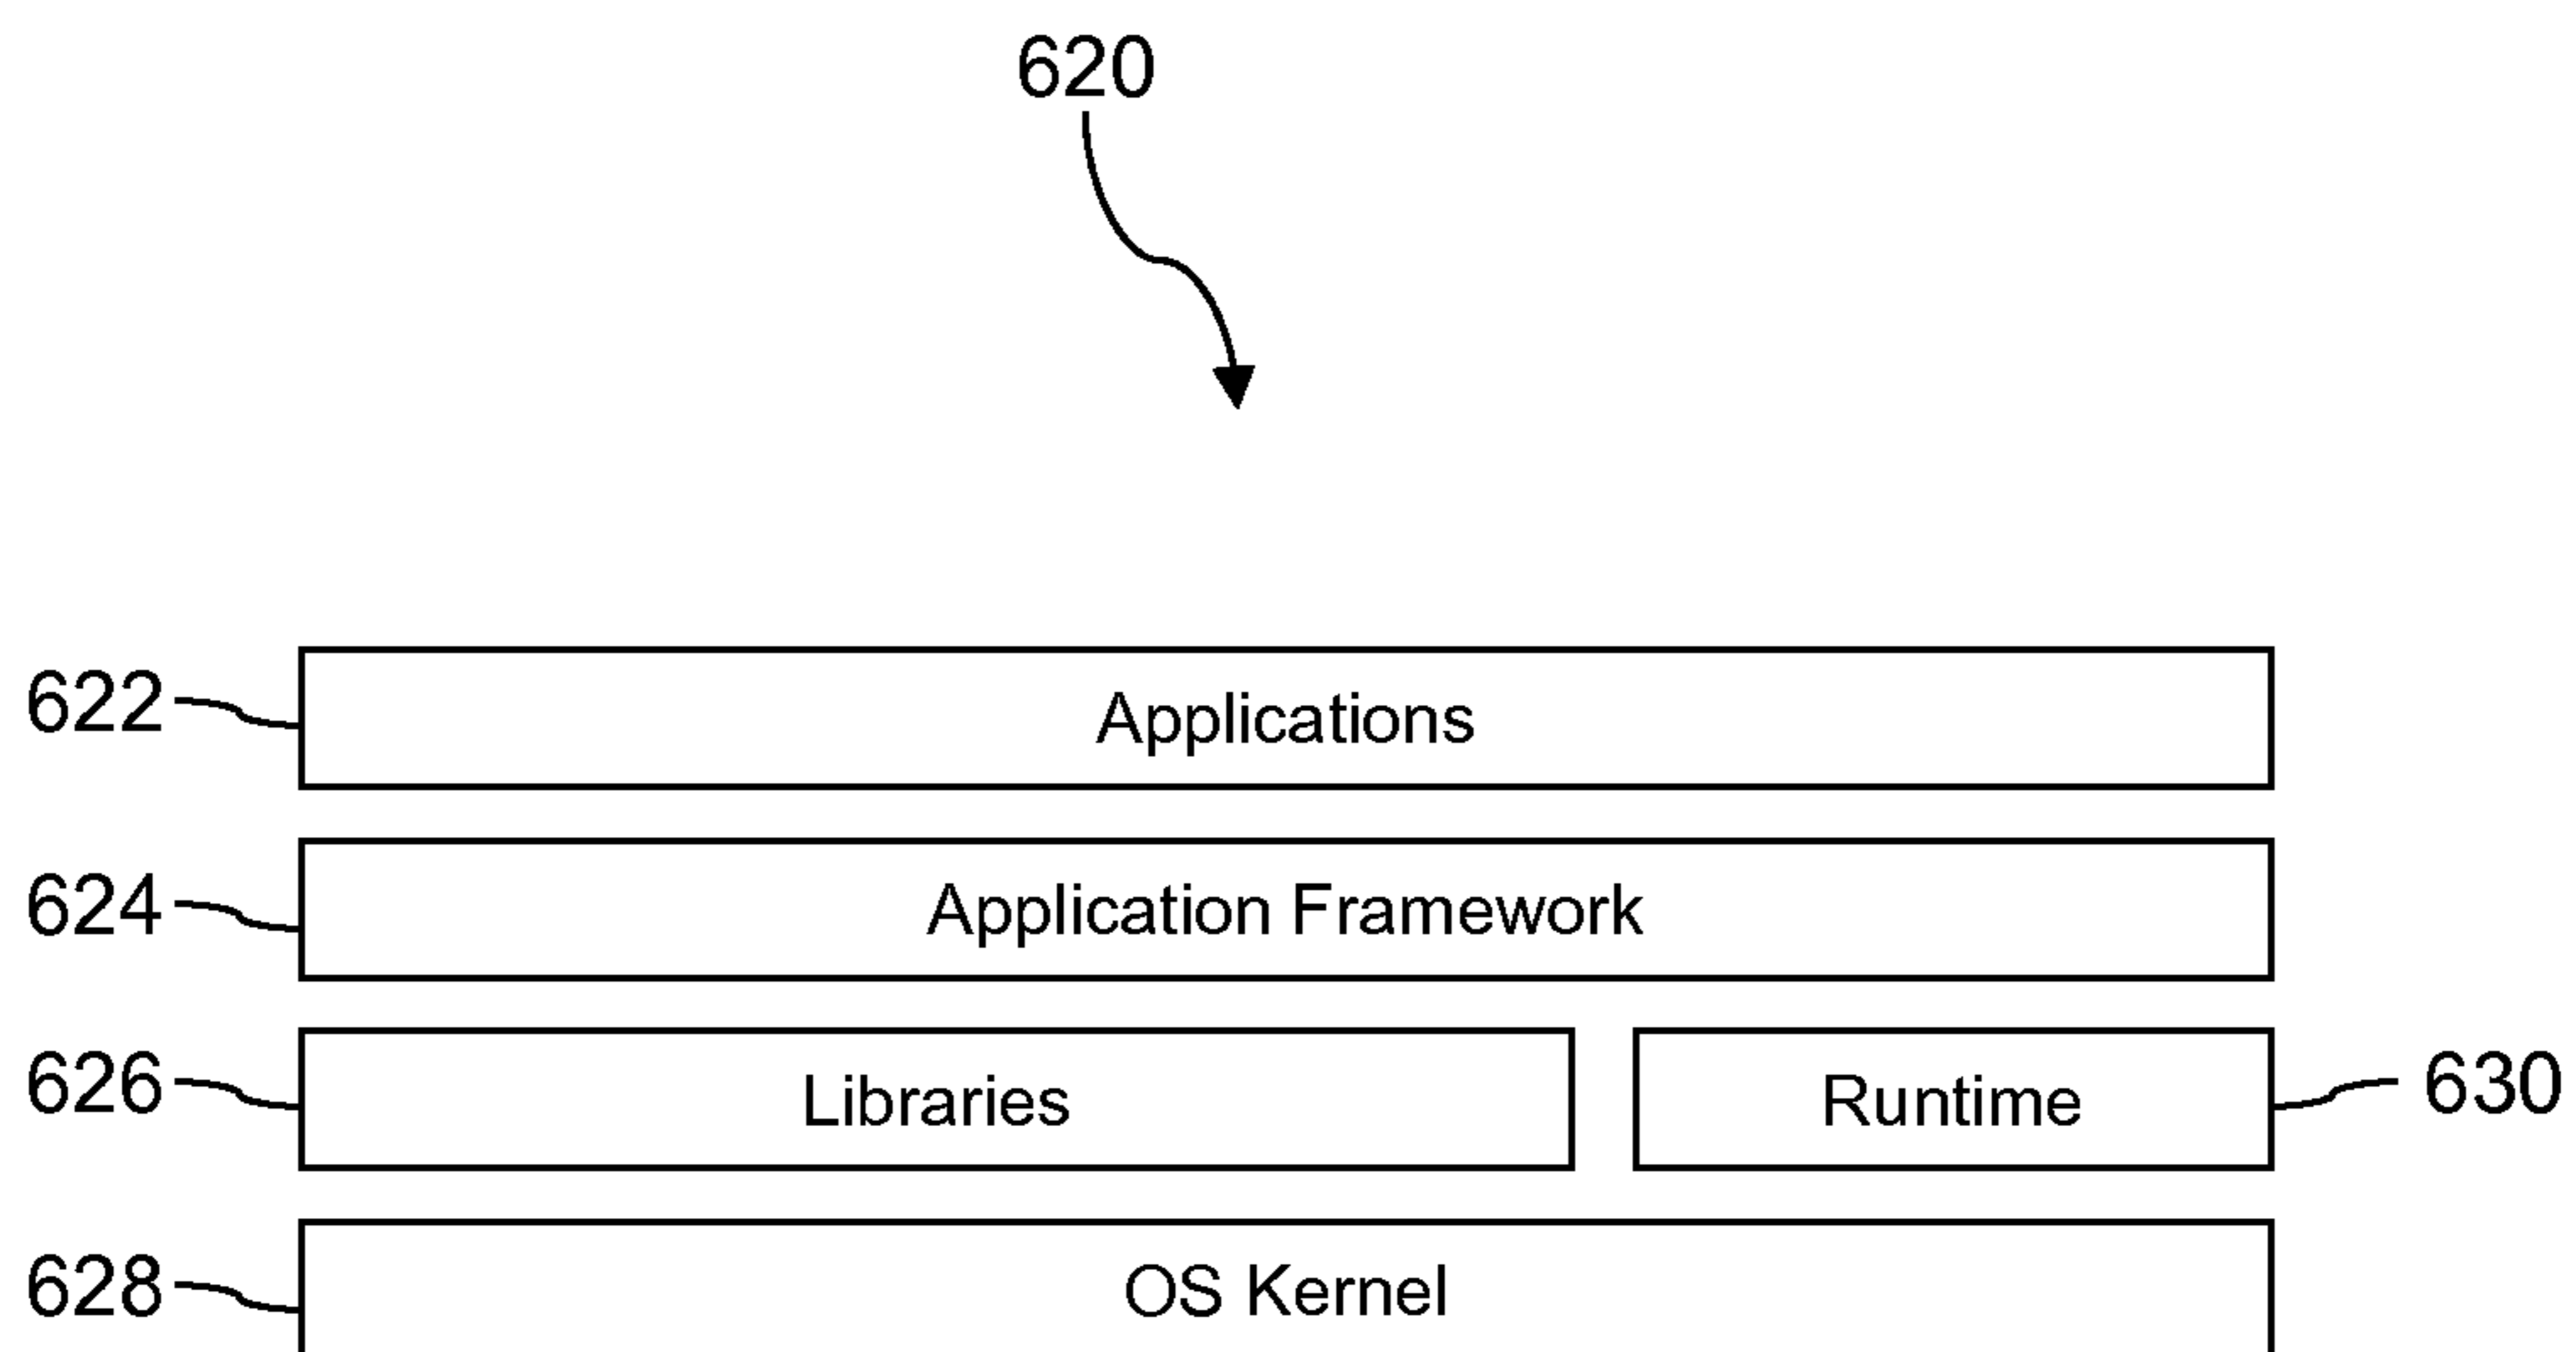 620
622 Applications
624 Application Framework
626 Libraries Runtime 630
628 OS Kernel